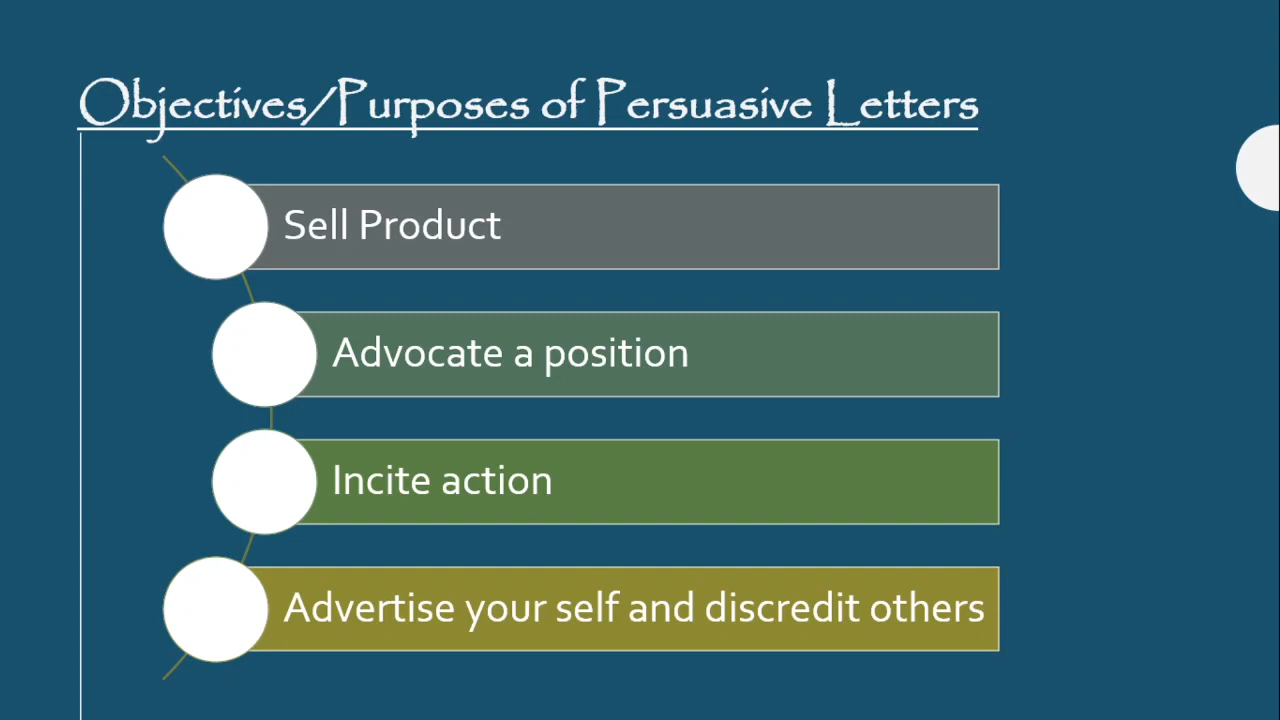 Objectives/Purposes of Persuasive Letters
Sell Product
Advocate a position
Incite action
Advertise your self and discredit others